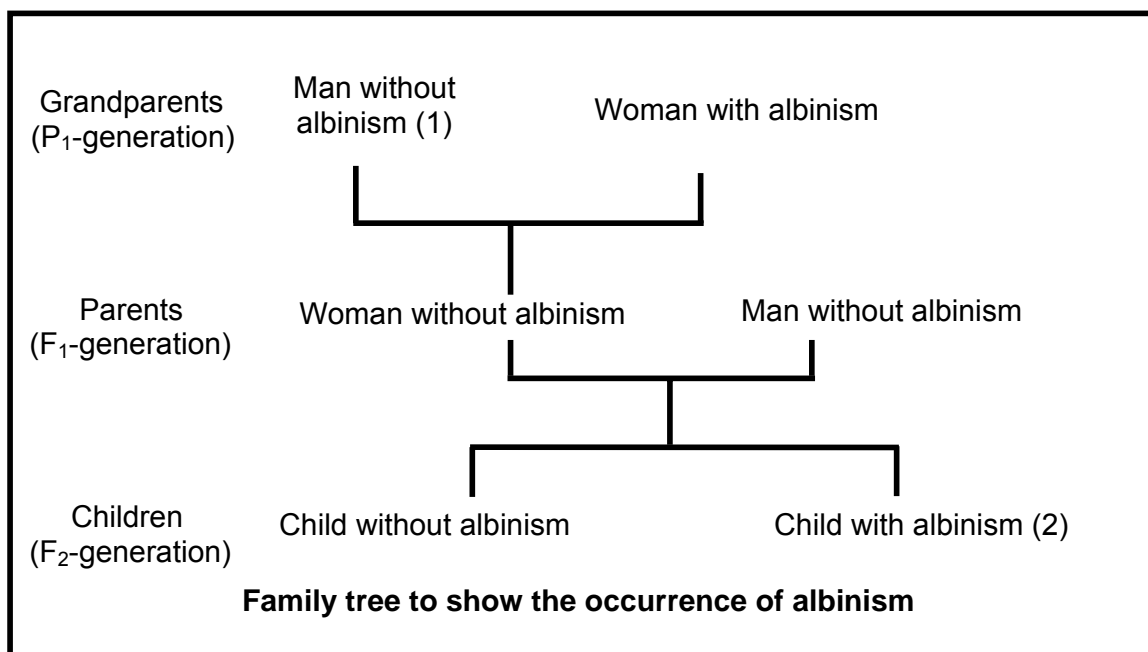 Grandparents
(P₁-generation)
Man without
albinism (1)
Woman with albinism
Parents
(F₁-generation)
Woman without albinism
Man without albinism
Children
(F₂-generation)
Child without albinism
Child with albinism (2)
Family tree to show the occurrence of albinism